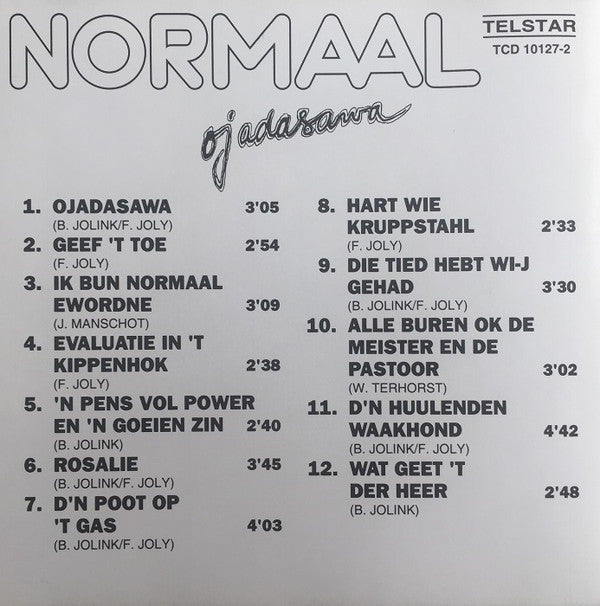 NORMAAL
TELSTAR
TCD 10127-2
ojadasawa
1. OJADASAWA 3'05
(B. JOLINK/F. JOLY)
2. GEEF 'T TOE 2'54
(F. JOLY)
3. IK BUN NORMAAL
EWORDNE 3'09
(J. MANSCHOT)
4. EVALUATIE IN 'T
KIPPENHOK 2'38
(F. JOLY)
5. 'N PENS VOL POWER
EN 'N GOEIEN ZIN 2'40
(B. JOLINK)
6. ROSALIE 3'45
(B. JOLINK/F. JOLY)
7. D'N POOT OP
'T GAS 4'03
(B. JOLINK/F. JOLY)
8. HART WIE
KRUPPSTAHL 2'33
(F. JOLY)
9. DIE TIED HEBT WI-J
GEHAD 3'30
(B. JOLINK/F. JOLY)
10. ALLE BUREN OK DE
MEISTER EN DE
PASTOOR 3'02
(W. TERHORST)
11. D'N HUULENDEN
WAAKHOND 4'42
(B. JOLINK/F. JOLY)
12. WAT GEET 'T
DER HEER 2'48
(B. JOLINK)